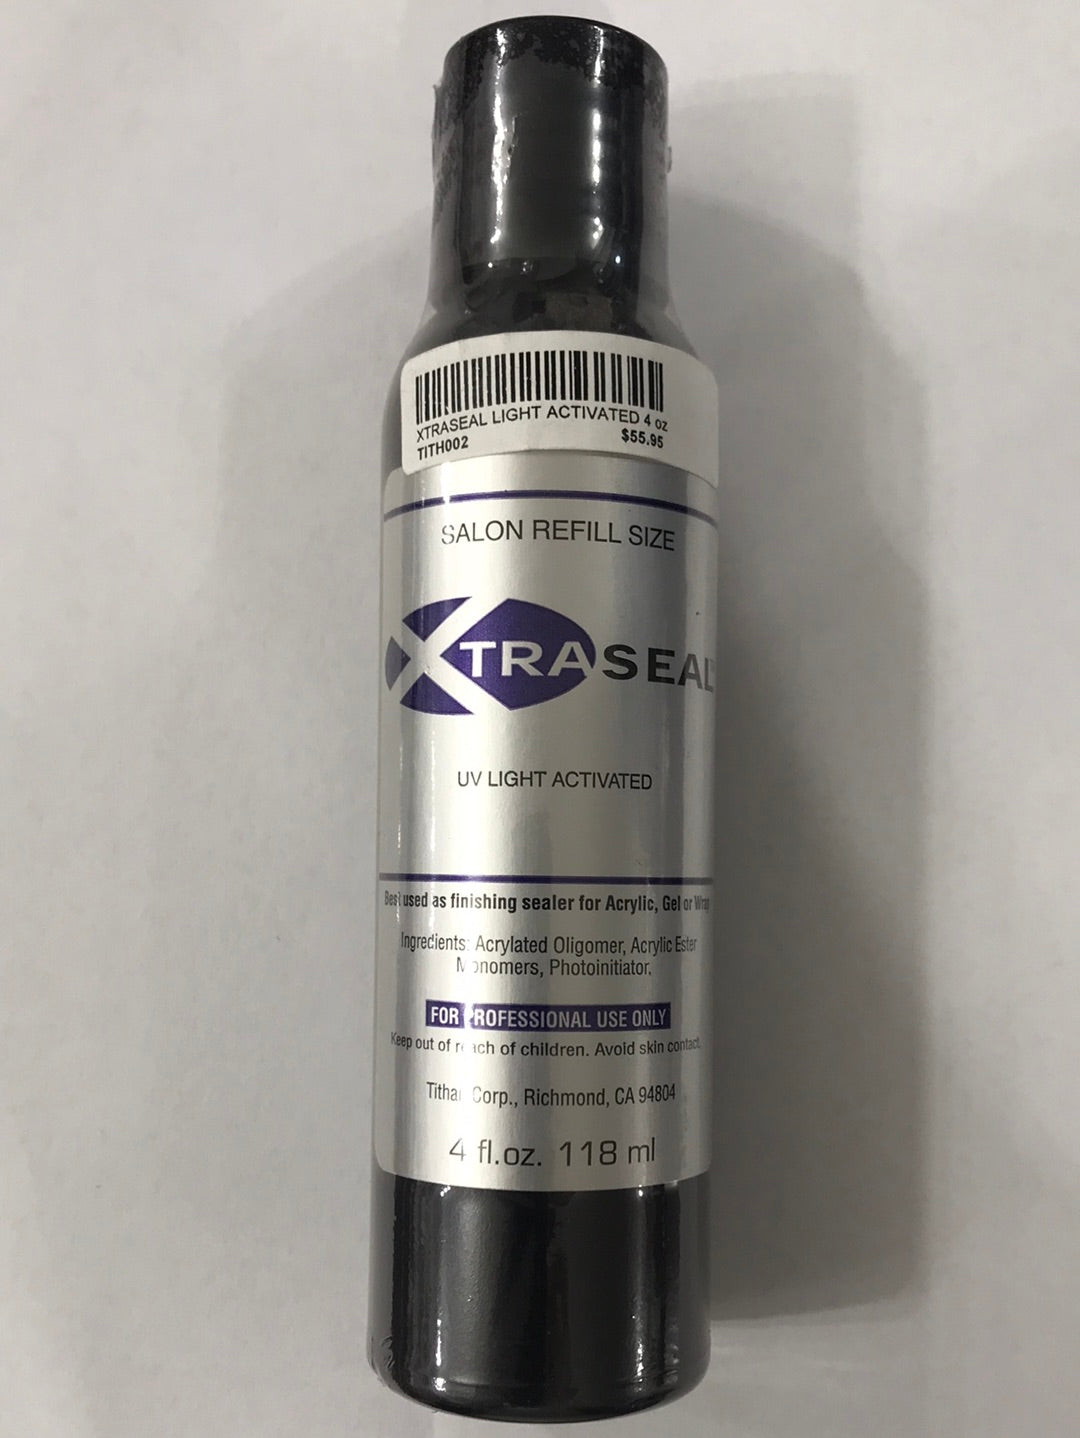 XTRASEAL LIGHT ACTIVATED 4 oz
TITH002 $55.95
SALON REFILL SIZE
XTRASEAL
UV LIGHT ACTIVATED
Best used as finishing sealer for Acrylic, Gel or Wrap
Ingredients: Acrylated Oligomer, Acrylic Ester
Monomers, Photoinitiator.
FOR PROFESSIONAL USE ONLY
Keep out of reach of children. Avoid skin contact.
Corp., Richmond, CA 94804
4 fl.oz. 118 ml